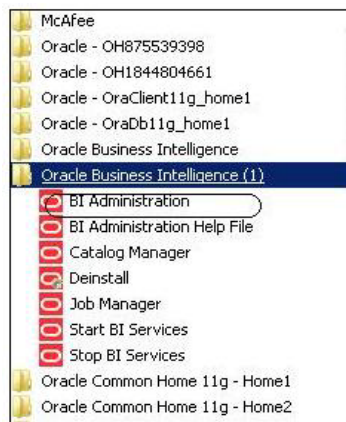 McAfee
Oracle - OH875539398
Oracle - OH1844804661
Oracle - OraClient11g_home1
Oracle - OraDb11g_home1
Oracle Business Intelligence
Oracle Business Intelligence (1)
BI Administration
BI Administration Help File
Catalog Manager
Deinstall
Job Manager
Start BI Services
Stop BI Services
Oracle Common Home 11g - Home1
Oracle Common Home 11g - Home2